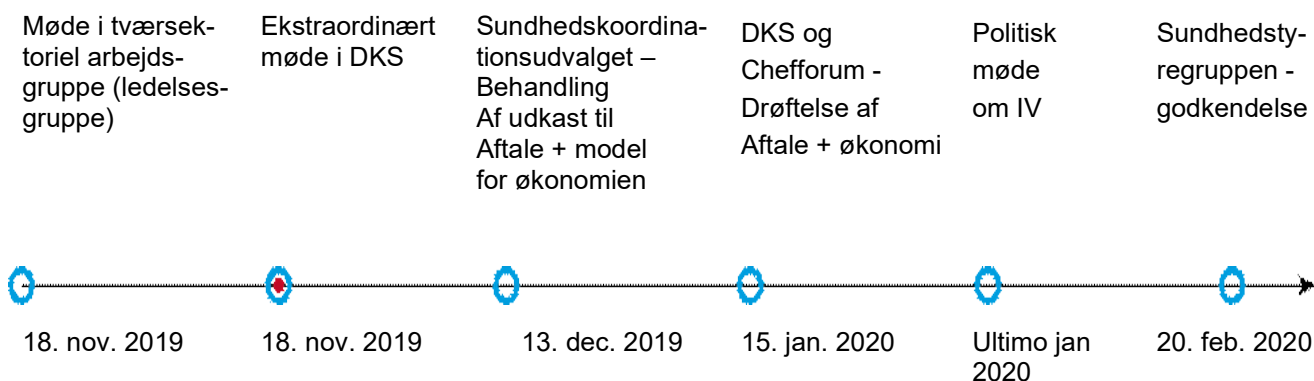 Møde i tværsek-
toriel arbejds-
gruppe (ledelses-
gruppe)
Ekstraordinært
møde i DKS
Sundhedskoordina-
tionsudvalget –
Behandling
Af udkast til
Aftale + model
for økonomien
DKS og
Chefforum -
Drøftelse af
Aftale + økonomi
Politisk
møde
om IV
Sundhedsty-
regruppen -
godkendelse
18. nov. 2019
18. nov. 2019
13. dec. 2019
15. jan. 2020
Ultimo jan
2020
20. feb. 2020